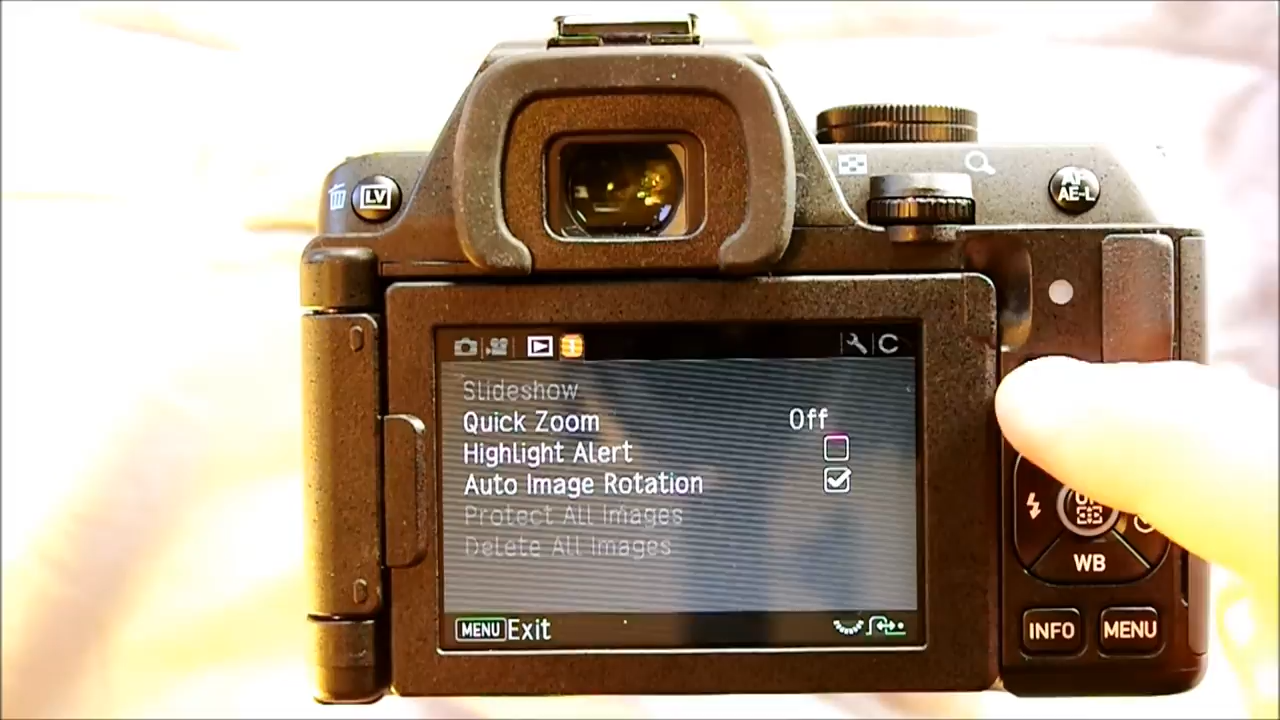 LV
AF
AE-L
C
Slideshow
Quick Zoom Off
Highlight Alert
Auto Image Rotation
Protect All Images
Delete All Images
MENU Exit
WB
INFO MENU